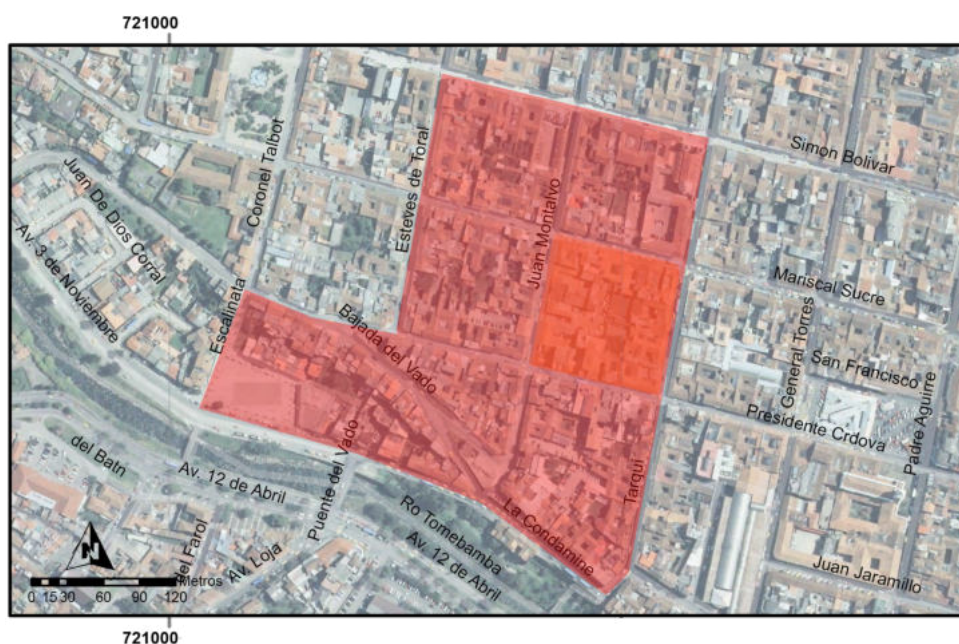 721000
Simon Bolivar
Coronel Talbot
Esteves de Toral
Juan De Dios Corral
Juan Montalvo
Av. 3 de Noviembre
Mariscal Sucre
Escalinata
Bajada del Vado
General Torres
San Francisco
Padre Aguirre
Presidente Crdova
Puente del Vado
Tarqui
del Batn
Av. 12 de Abril
La Condamine
Ro Tomebamba
Av. 12 de Abril
del Farol
Av. Loja
Juan Jaramillo
N
Metros
0 15 30 60 90 120
721000